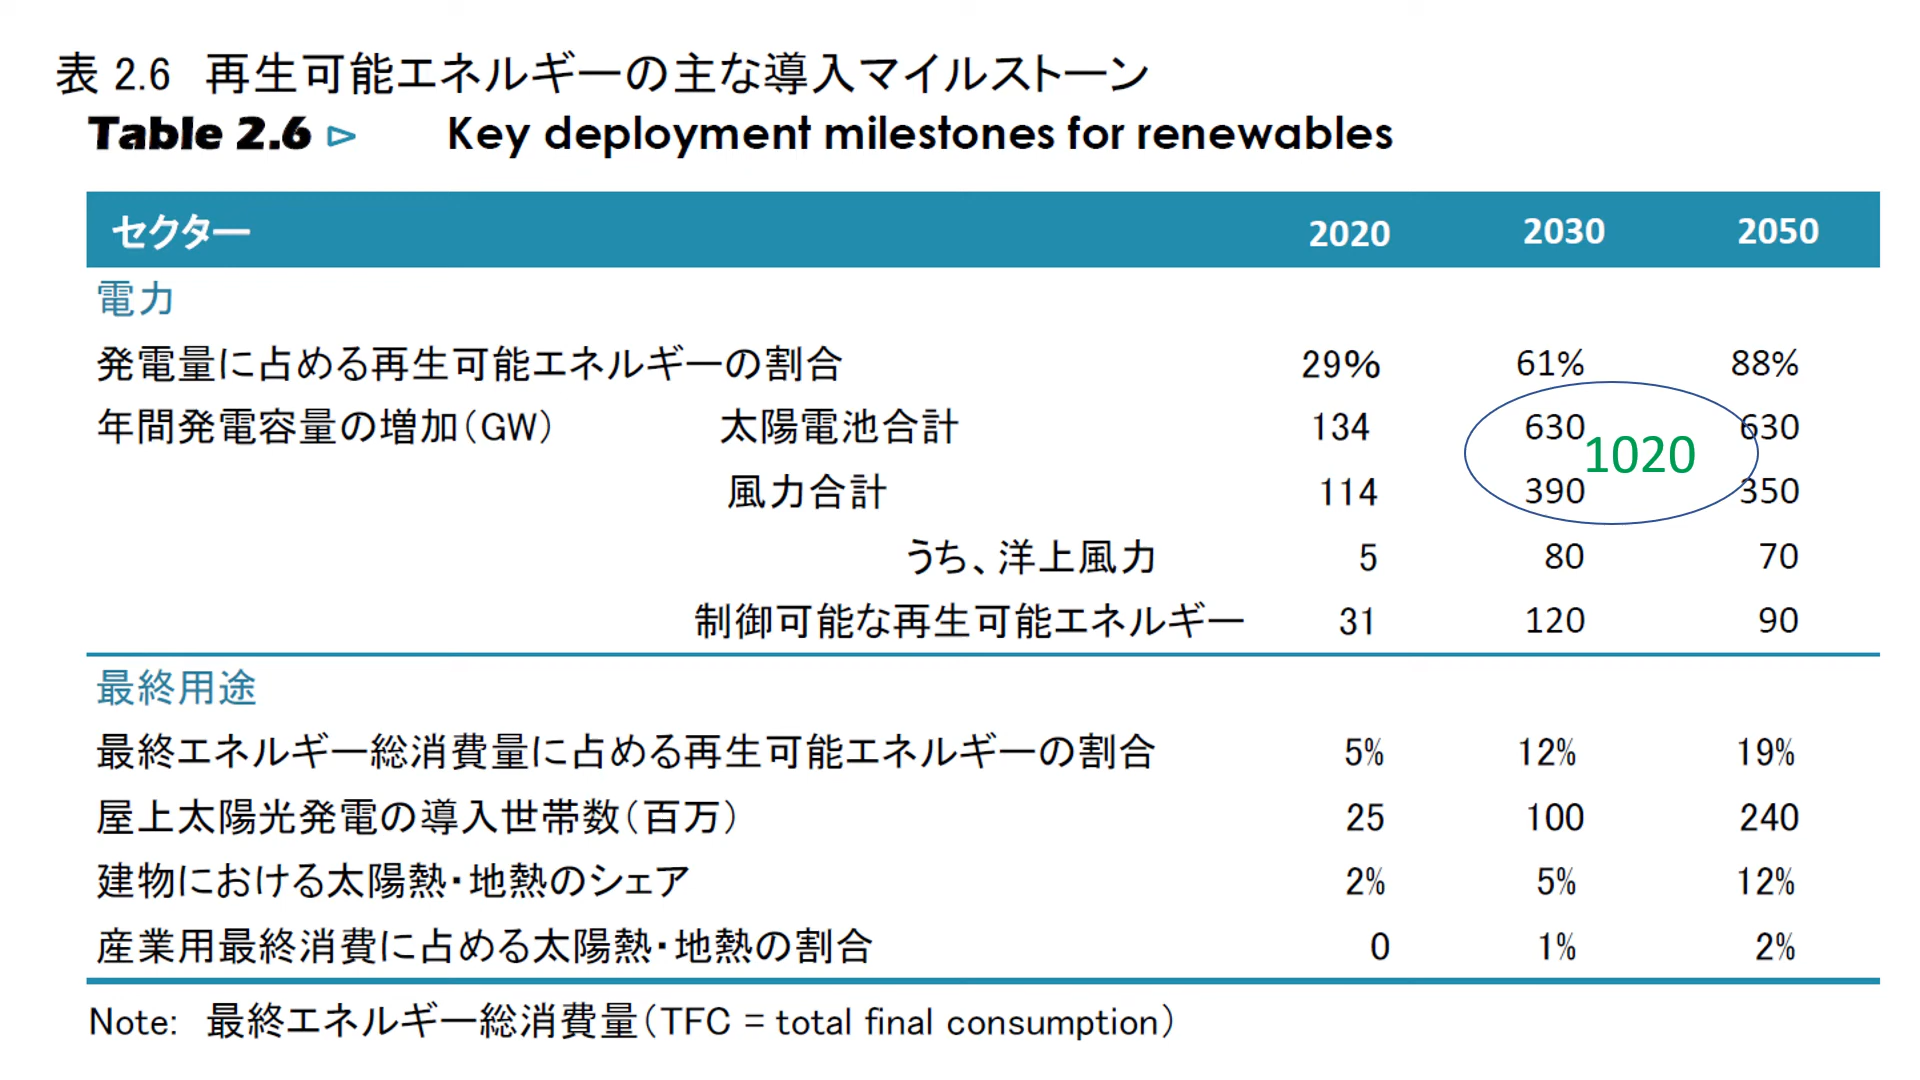 表 2.6 再生可能エネルギーの主な導入マイルストーン
Table 2.6 ▷ Key deployment milestones for renewables
セクター 2020 2030 2050
電力
発電量に占める再生可能エネルギーの割合 29% 61% 88%
年間発電容量の増加(GW) 太陽電池合計 134 630 630
1020
風力合計 114 390 350
うち、洋上風力 5 80 70
制御可能な再生可能エネルギー 31 120 90
最終用途
最終エネルギー総消費量に占める再生可能エネルギーの割合 5% 12% 19%
屋上太陽光発電の導入世帯数(百万) 25 100 240
建物における太陽熱・地熱のシェア 2% 5% 12%
産業用最終消費に占める太陽熱・地熱の割合 0 1% 2%
Note: 最終エネルギー総消費量(TFC = total final consumption)